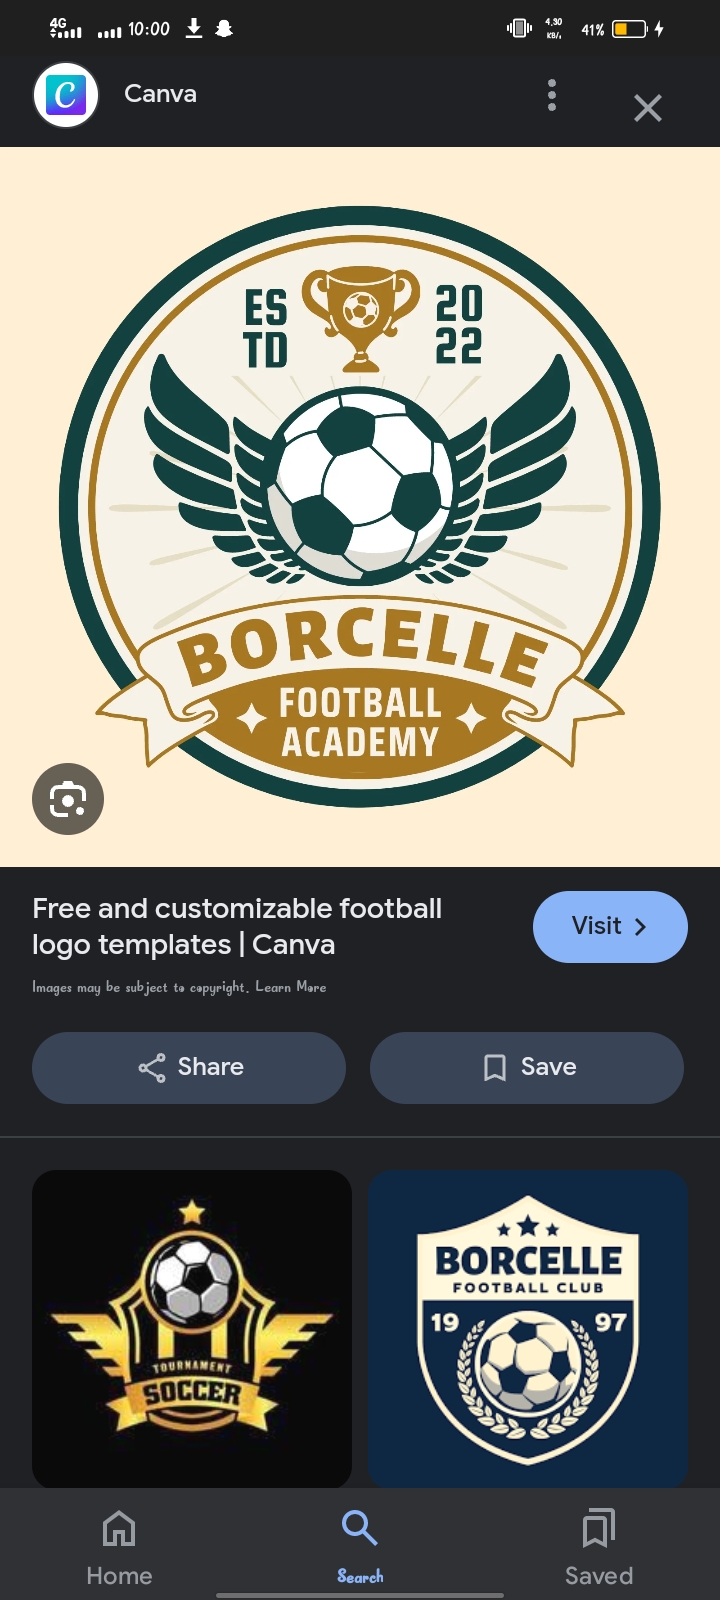 4G 10:00 4.30 KB/s 41%
Canva
ES 20
TD 22
BORCELLE
FOOTBALL
ACADEMY
Free and customizable football
logo templates | Canva
Visit
Images may be subject to copyright. Learn More
Share Save
TOURNAMENT
SOCCER
BORCELLE
FOOTBALL CLUB
19 97
Home Search Saved